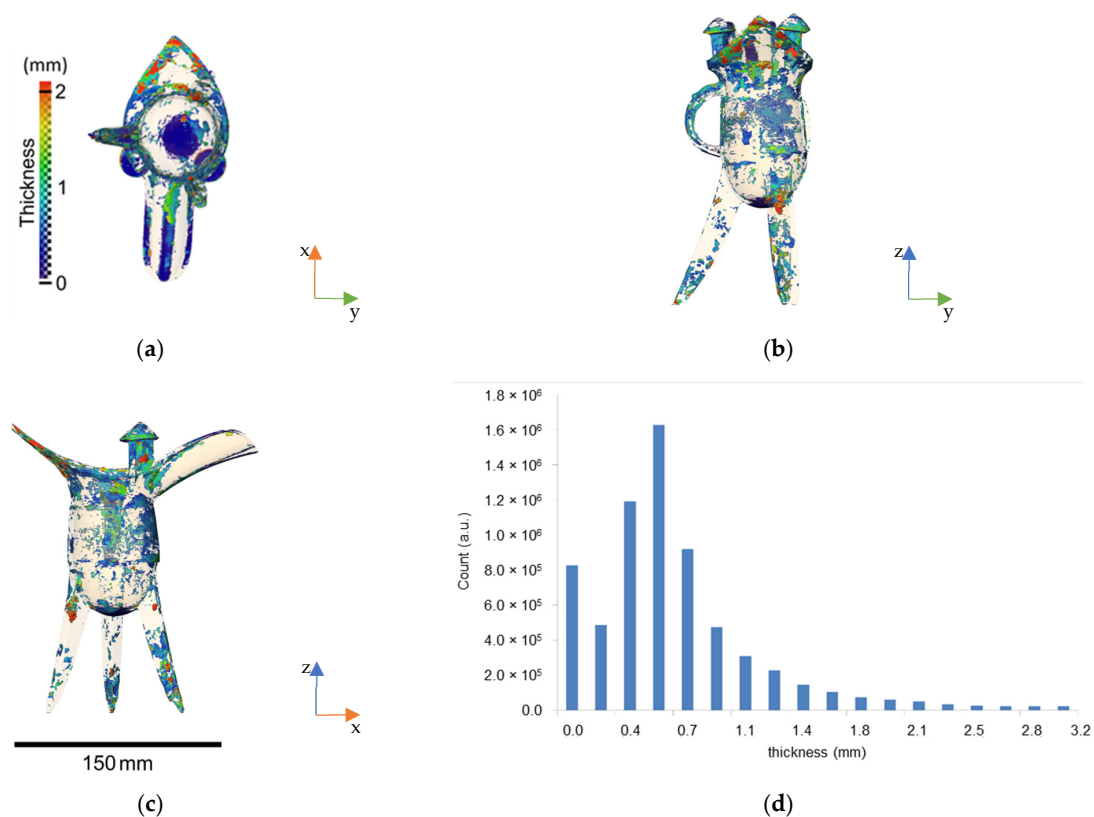 (mm)
2
1
0
Thickness
x
y
(a)
z
y
(b)
z
x
150 mm
(c)
1.8 × 10⁶
1.6 × 10⁶
1.4 × 10⁶
1.2 × 10⁶
1.0 × 10⁶
8.0 × 10⁵
6.0 × 10⁵
4.0 × 10⁵
2.0 × 10⁵
0.0
Count (a.u.)
0.0 0.4 0.7 1.1 1.4 1.8 2.1 2.5 2.8 3.2
thickness (mm)
(d)